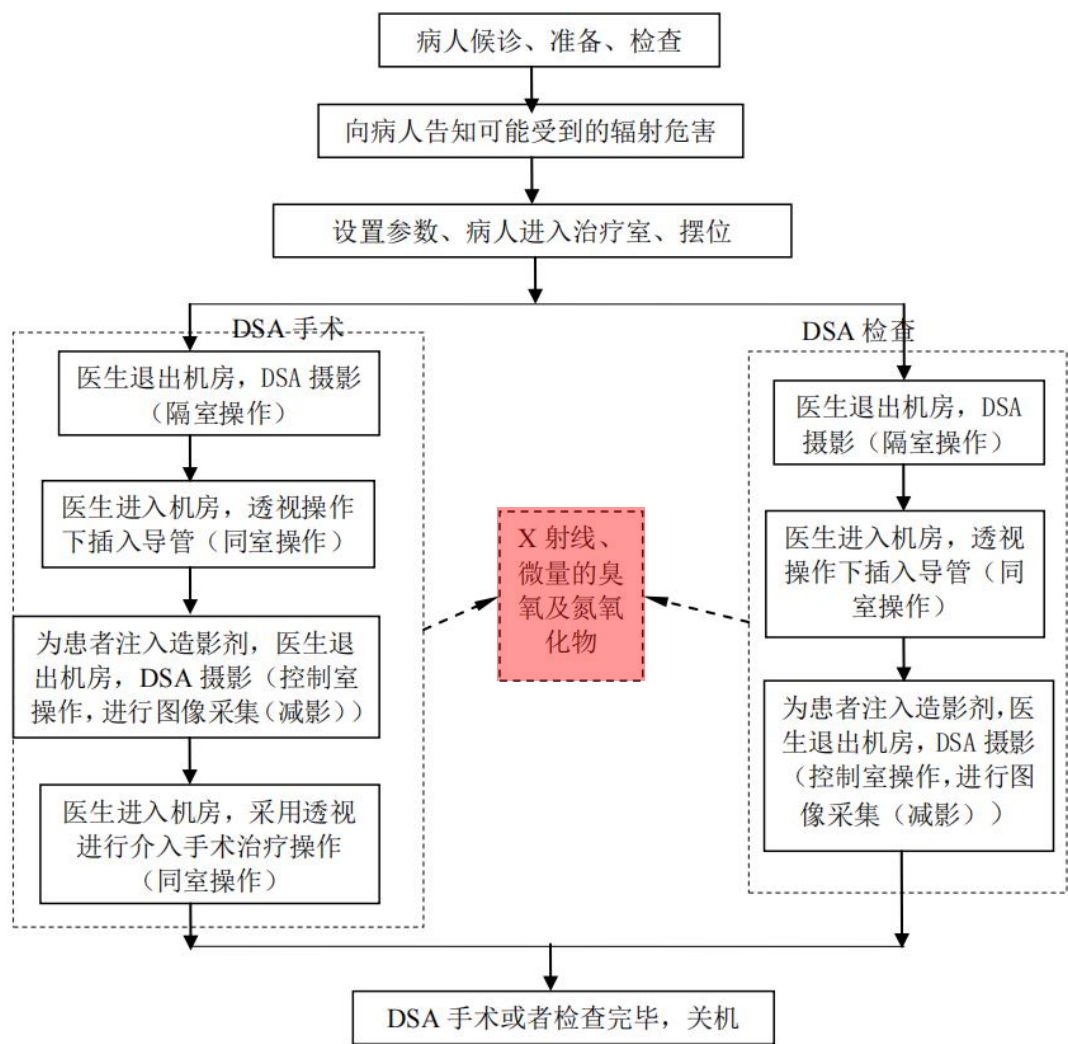 病人候诊、准备、检查
向病人告知可能受到的辐射危害
设置参数、病人进入治疗室、摆位
DSA 手术
医生退出机房，DSA 摄影
（隔室操作）
医生进入机房，透视操作
下插入导管（同室操作）
为患者注入造影剂，医生退
出机房，DSA 摄影（控制室
操作，进行图像采集（减影））
医生进入机房，采用透视
进行介入手术治疗操作
（同室操作）
X 射线、
微量的臭
氧及氮氧
化物
DSA 检查
医生退出机房，DSA
摄影（隔室操作）
医生进入机房，透视
操作下插入导管（同
室操作）
为患者注入造影剂，医
生退出机房，DSA 摄影
（控制室操作，进行图
像采集（减影））
DSA 手术或者检查完毕，关机